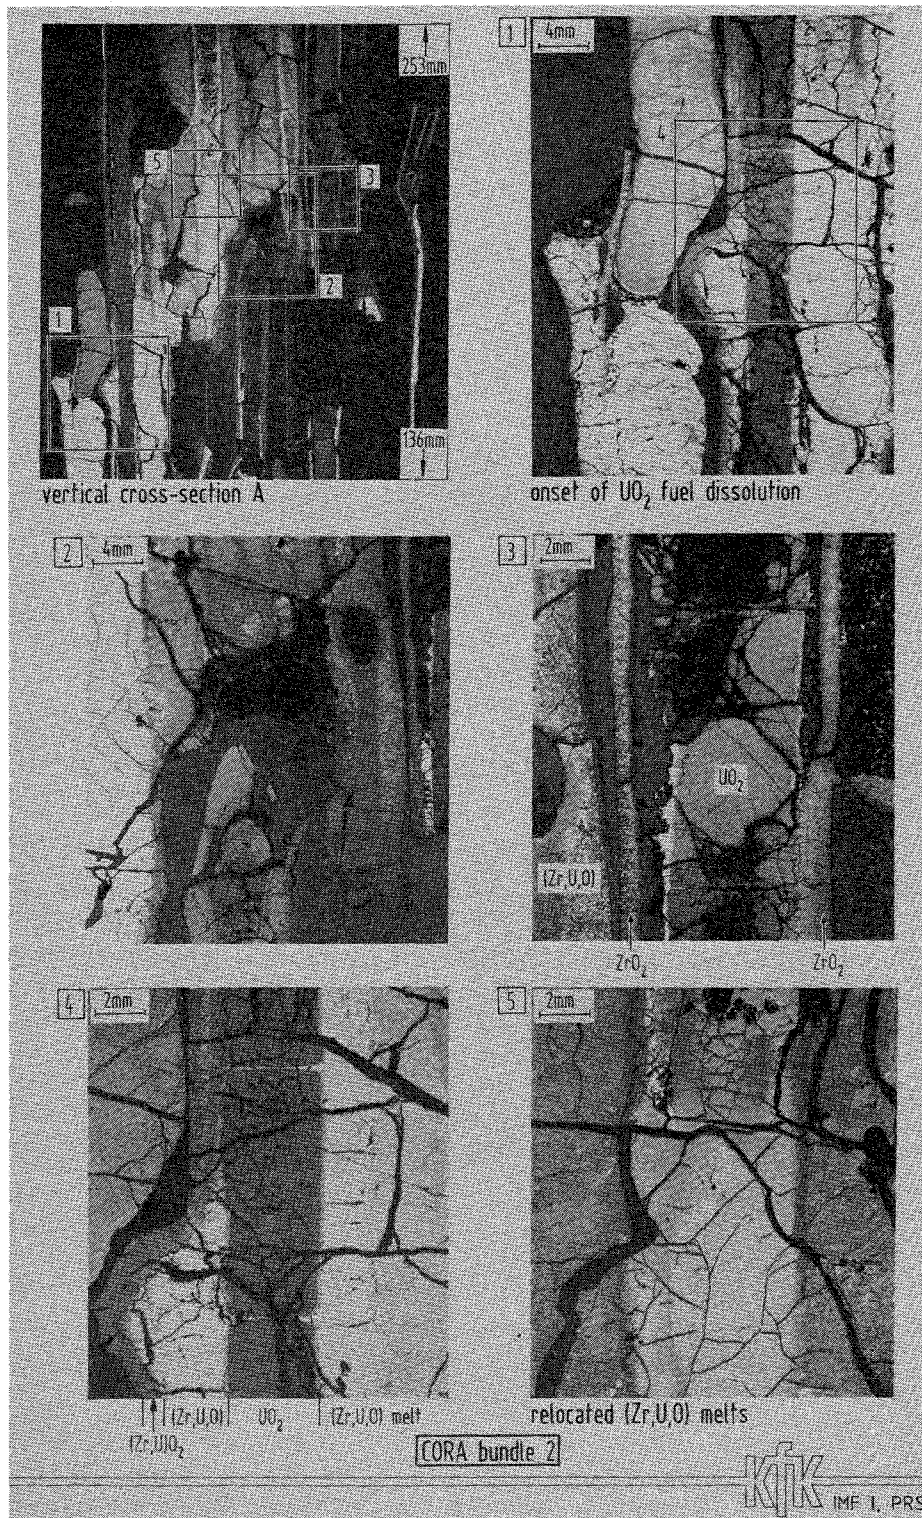 253mm
5
3
2
1
136mm
vertical cross-section A
1
4mm
4
onset of UO₂ fuel dissolution
2
4mm
3
2mm
UO₂
(Zr,U,O)
ZrO₂
ZrO₂
4
2mm
(Zr,U,O)
UO₂
(Zr,U,O) melt
(Zr,U)O₂
5
2mm
relocated (Zr,U,O) melts
CORA bundle 2
KfK
IMF I, PRS